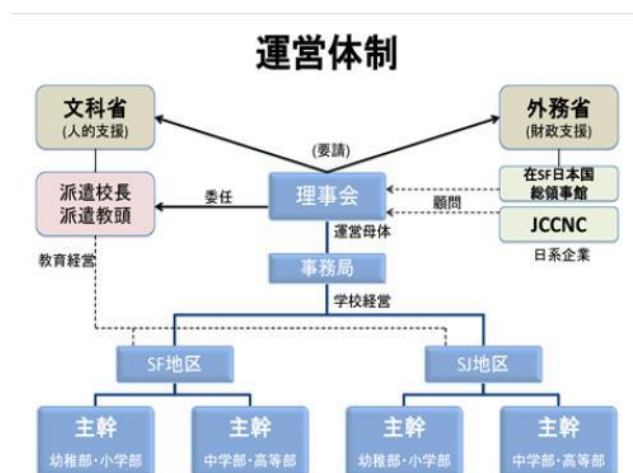 運営体制
文科省
(人的支援)
外務省
(財政支援)
(要請)
派遣校長
派遣教頭
委任
理事会
顧問
在SF日本国
総領事館
JCCNC
日系企業
運営母体
教育経営
事務局
学校経営
SF地区
SJ地区
主幹
幼稚部・小学部
主幹
中学部・高等部
主幹
幼稚部・小学部
主幹
中学部・高等部